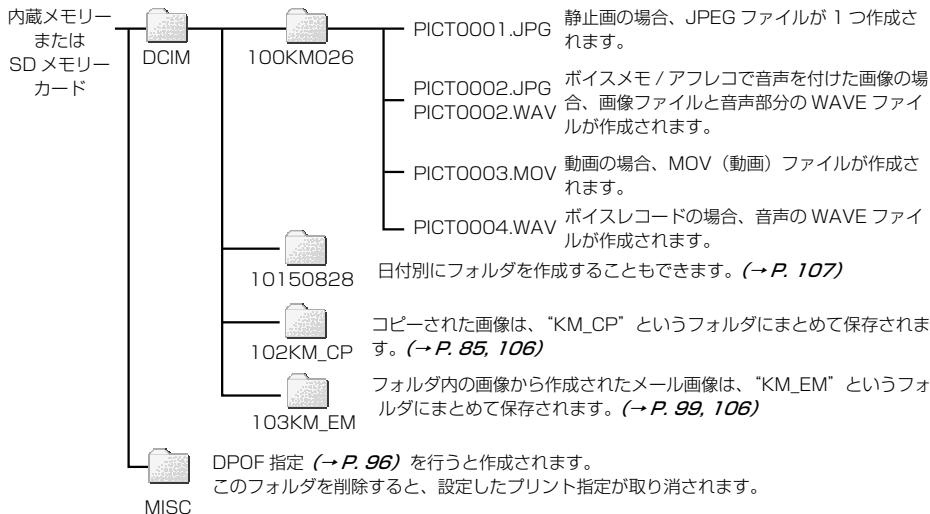 内蔵メモリー
または
SD メモリー
カード
DCIM
100KM026
PICT0001.JPG
静止画の場合、JPEG ファイルが 1 つ作成さ
れます。
PICT0002.JPG
PICT0002.WAV
ボイスメモ / アフレコで音声を付けた画像の場
合、画像ファイルと音声部分の WAVE ファイ
ルが作成されます。
PICT0003.MOV
動画の場合、MOV（動画）ファイルが作成さ
れます。
PICT0004.WAV
ボイスレコードの場合、音声の WAVE ファイ
ルが作成されます。
10150828
日付別にフォルダを作成することもできます。(→ P. 107)
102KM_CP
コピーされた画像は、“KM_CP” というフォルダにまとめて保存されま
す。(→ P. 85, 106)
103KM_EM
フォルダ内の画像から作成されたメール画像は、“KM_EM” というフォ
ルダにまとめて保存されます。(→ P. 99, 106)
MISC
DPOF 指定 (→ P. 96) を行うと作成されます。
このフォルダを削除すると、設定したプリント指定が取り消されます。